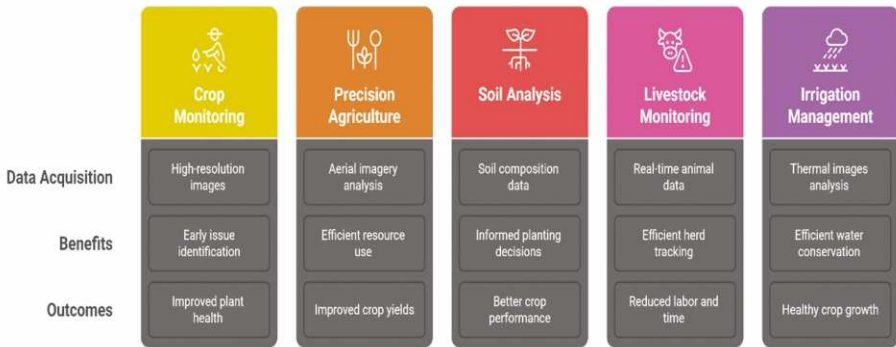 Crop
Monitoring
Precision
Agriculture
Soil Analysis
Livestock
Monitoring
Irrigation
Management
Data Acquisition
High-resolution
images
Aerial imagery
analysis
Soil composition
data
Real-time animal
data
Thermal images
analysis
Benefits
Early issue
identification
Efficient resource
use
Informed planting
decisions
Efficient herd
tracking
Efficient water
conservation
Outcomes
Improved plant
health
Improved crop yields
Better crop
performance
Reduced labor and
time
Healthy crop growth